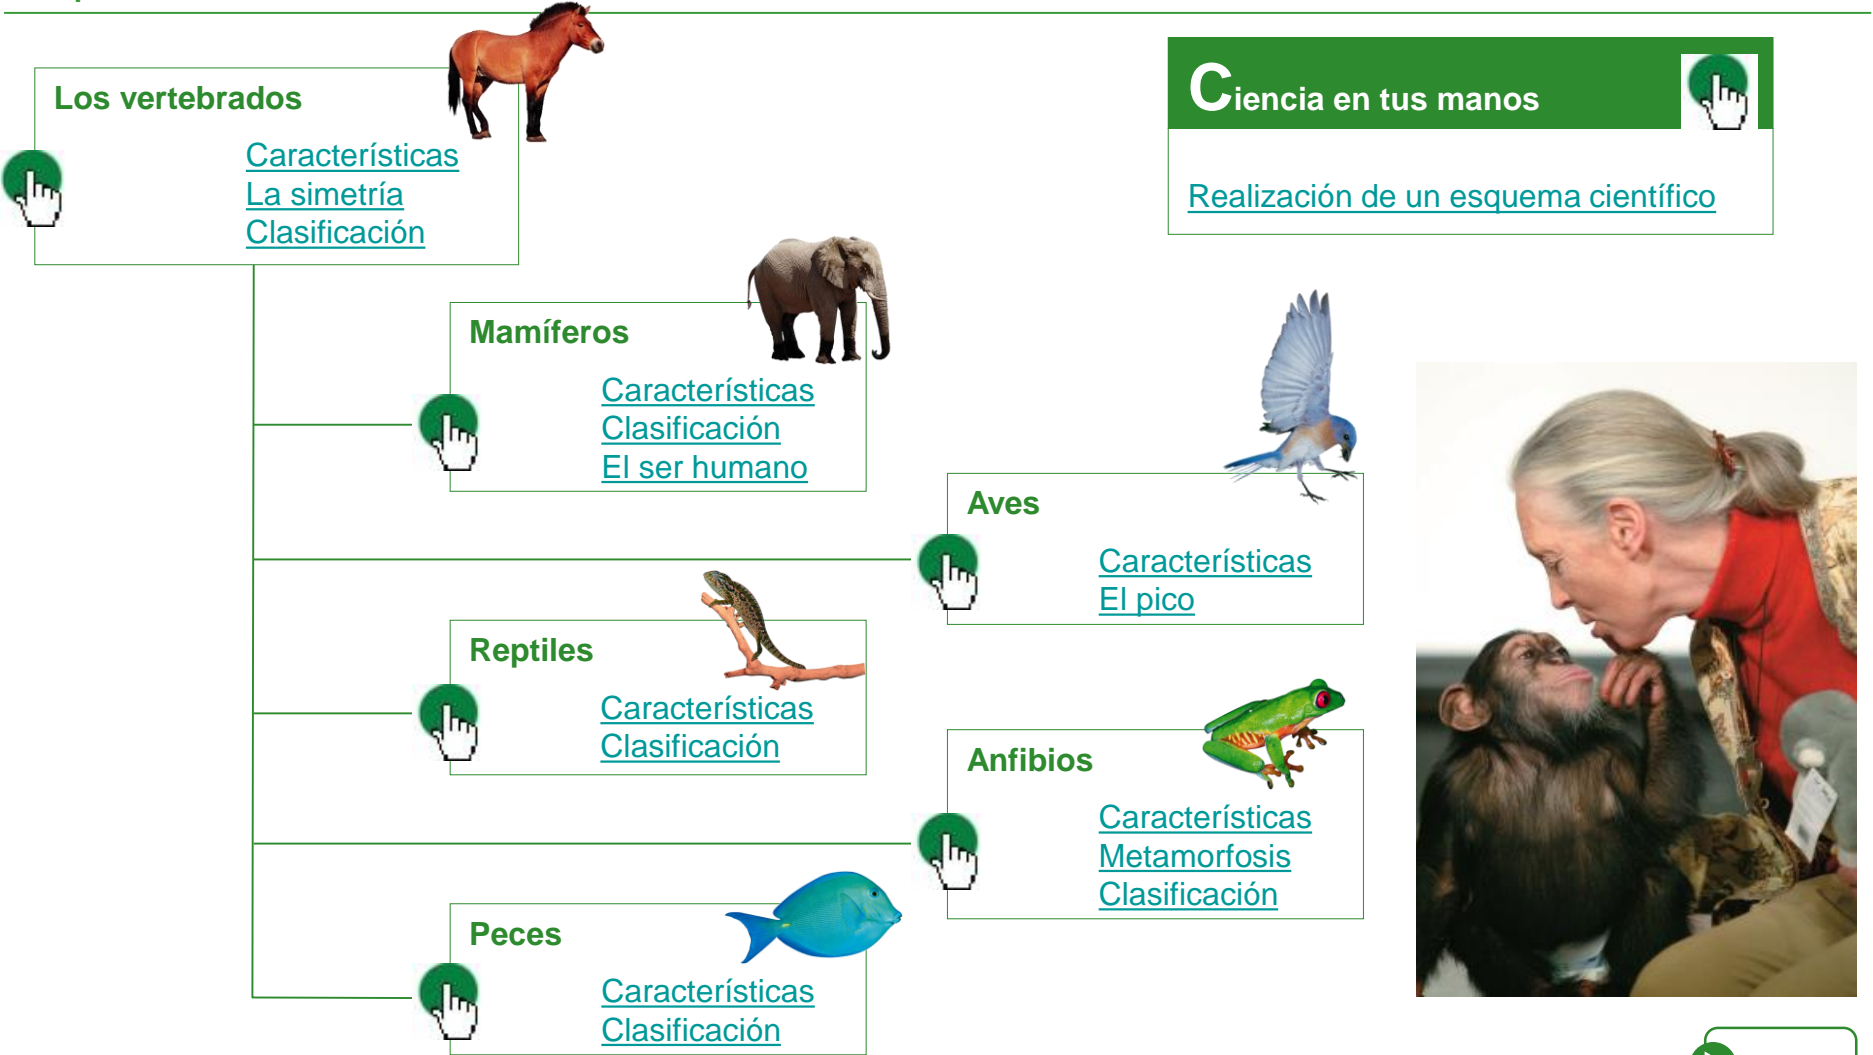 Los vertebrados
Características
La simetría
Clasificación
Ciencia en tus manos
Realización de un esquema científico
Mamíferos
Características
Clasificación
El ser humano
Aves
Características
El pico
Reptiles
Características
Clasificación
Anfibios
Características
Metamorfosis
Clasificación
Peces
Características
Clasificación